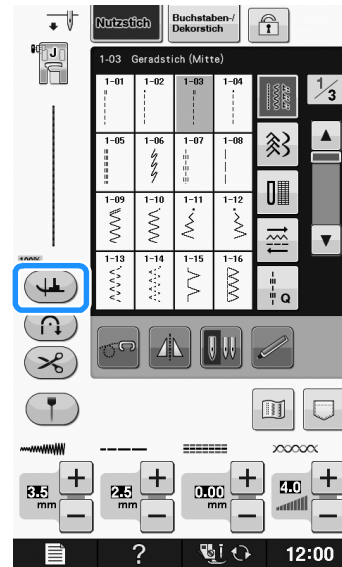 Nutzstich
Buchstaben-/
Dekorstich
J
1-03 Geradstich (Mitte)
1/3
1-01 1-02 1-03 1-04
1-05 1-06 1-07 1-08
1-09 1-10 1-11 1-12
1-13 1-14 1-15 1-16
100%
Q
3.5 mm
2.5 mm
0.00 mm
4.0
? 12:00